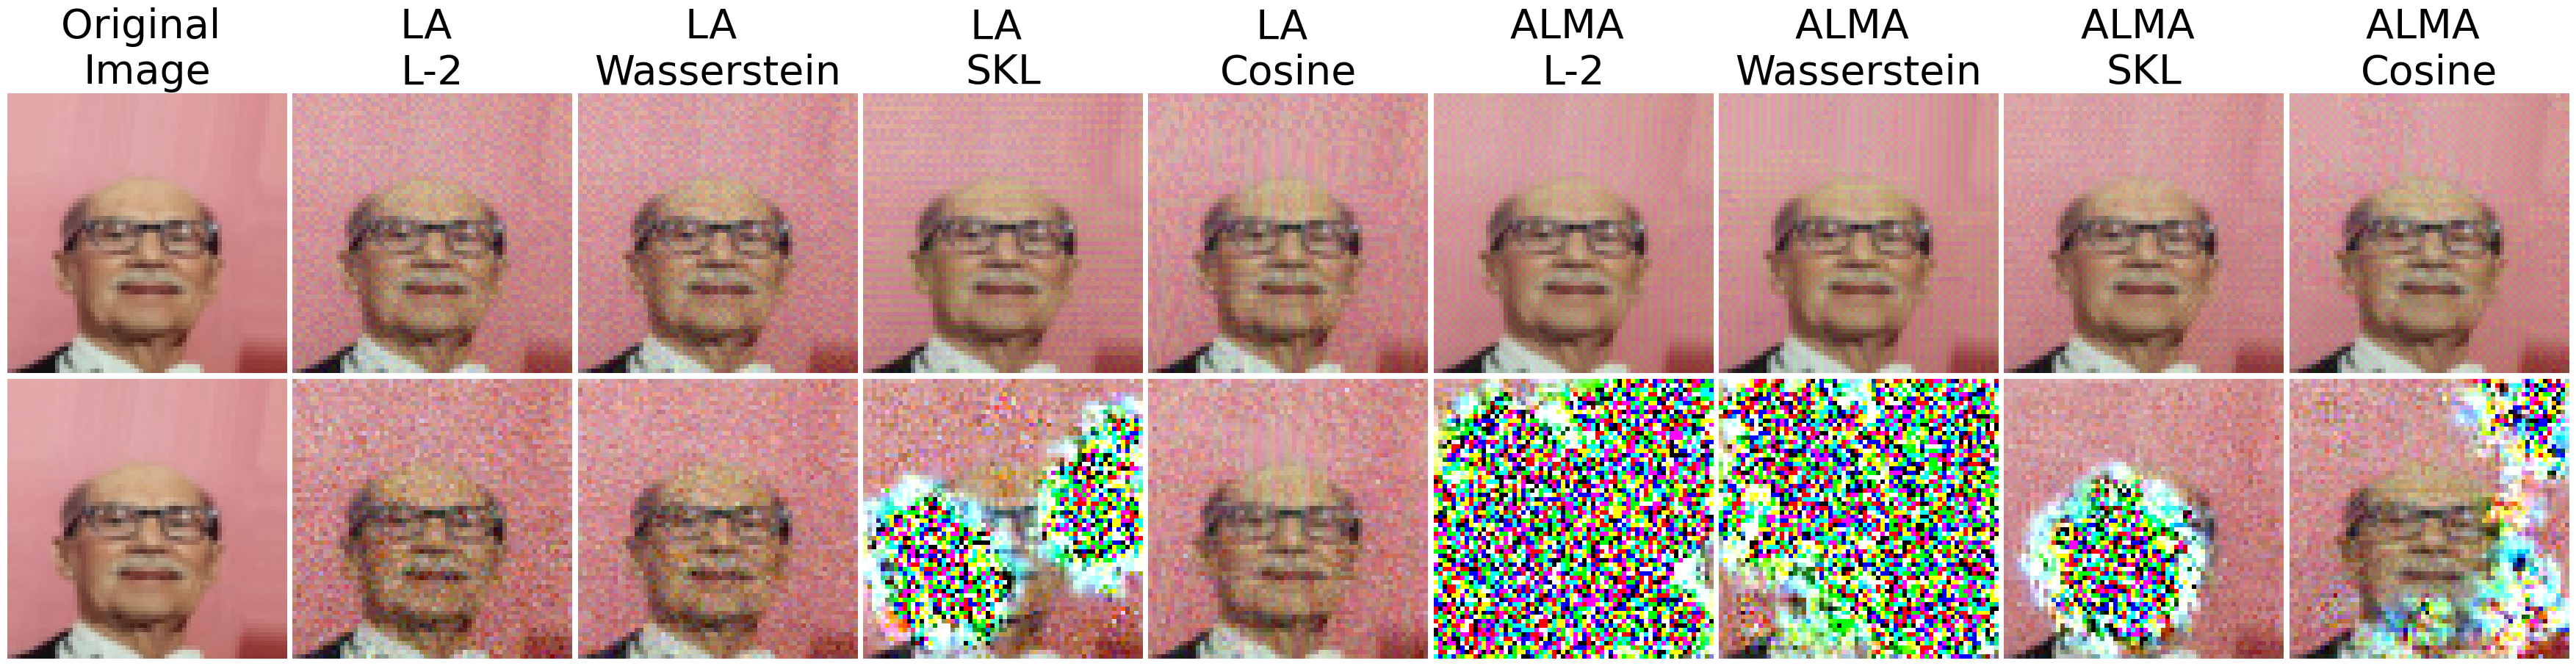 Original Image
LA L-2
LA Wasserstein
LA SKL
LA Cosine
ALMA L-2
ALMA Wasserstein
ALMA SKL
ALMA Cosine